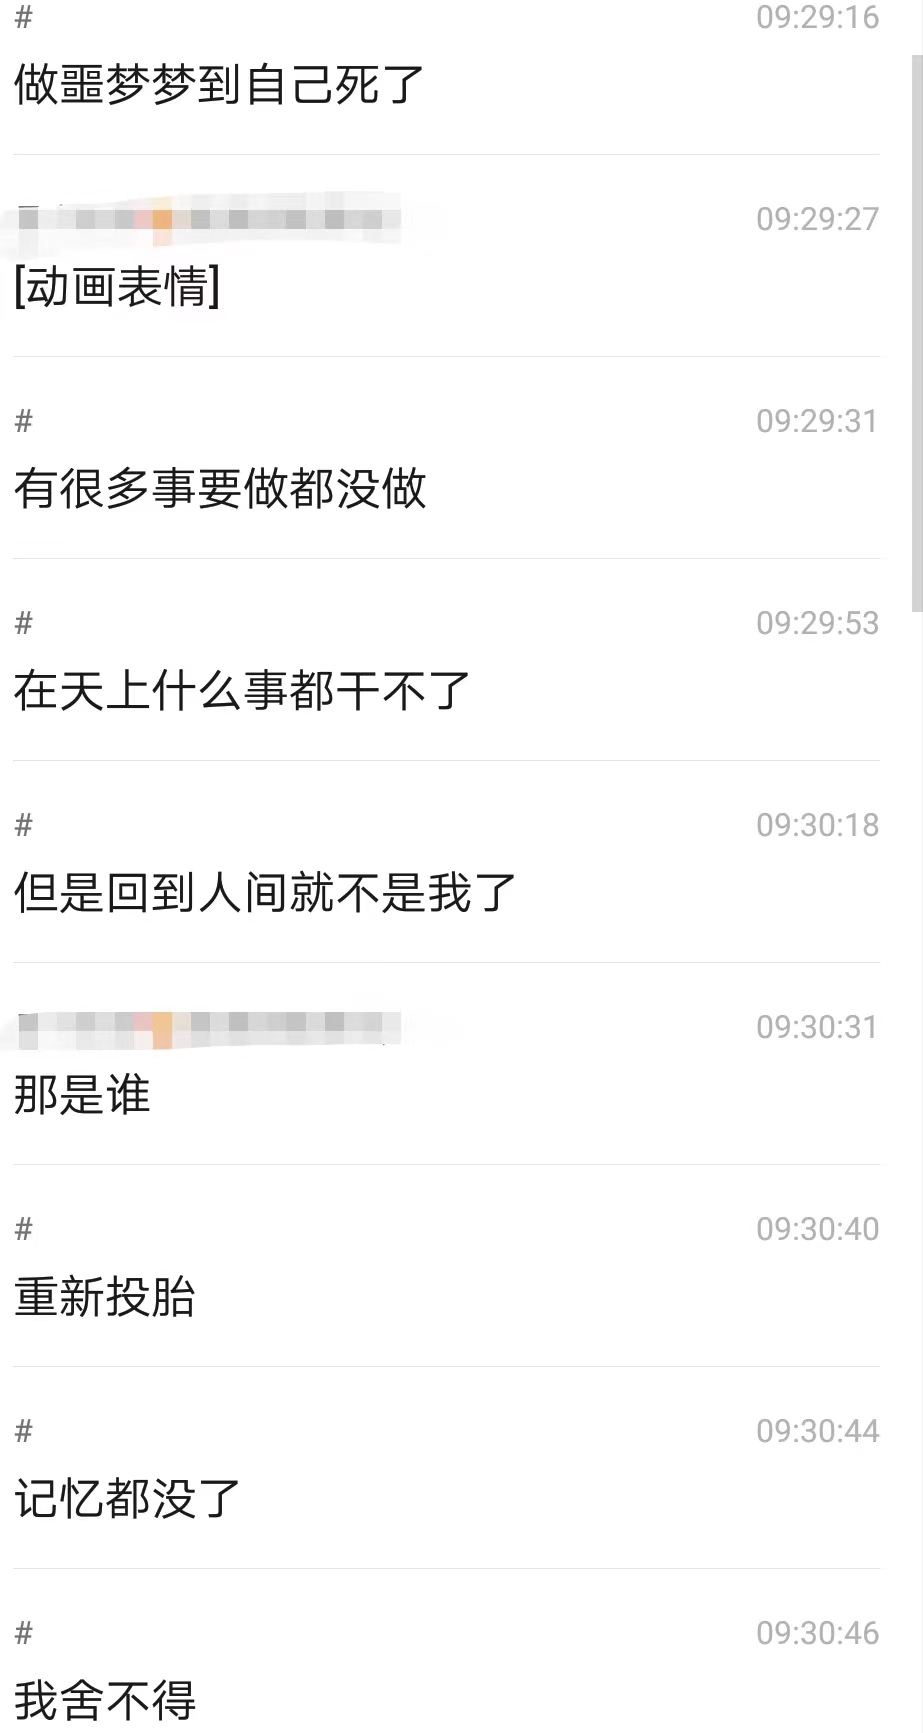 #
09:29:16
做噩梦梦到自己死了
09:29:27
[动画表情]
#
09:29:31
有很多事要做都没做
#
09:29:53
在天上什么事都干不了
#
09:30:18
但是回到人间就不是我了
09:30:31
那是谁
#
09:30:40
重新投胎
#
09:30:44
记忆都没了
#
09:30:46
我舍不得